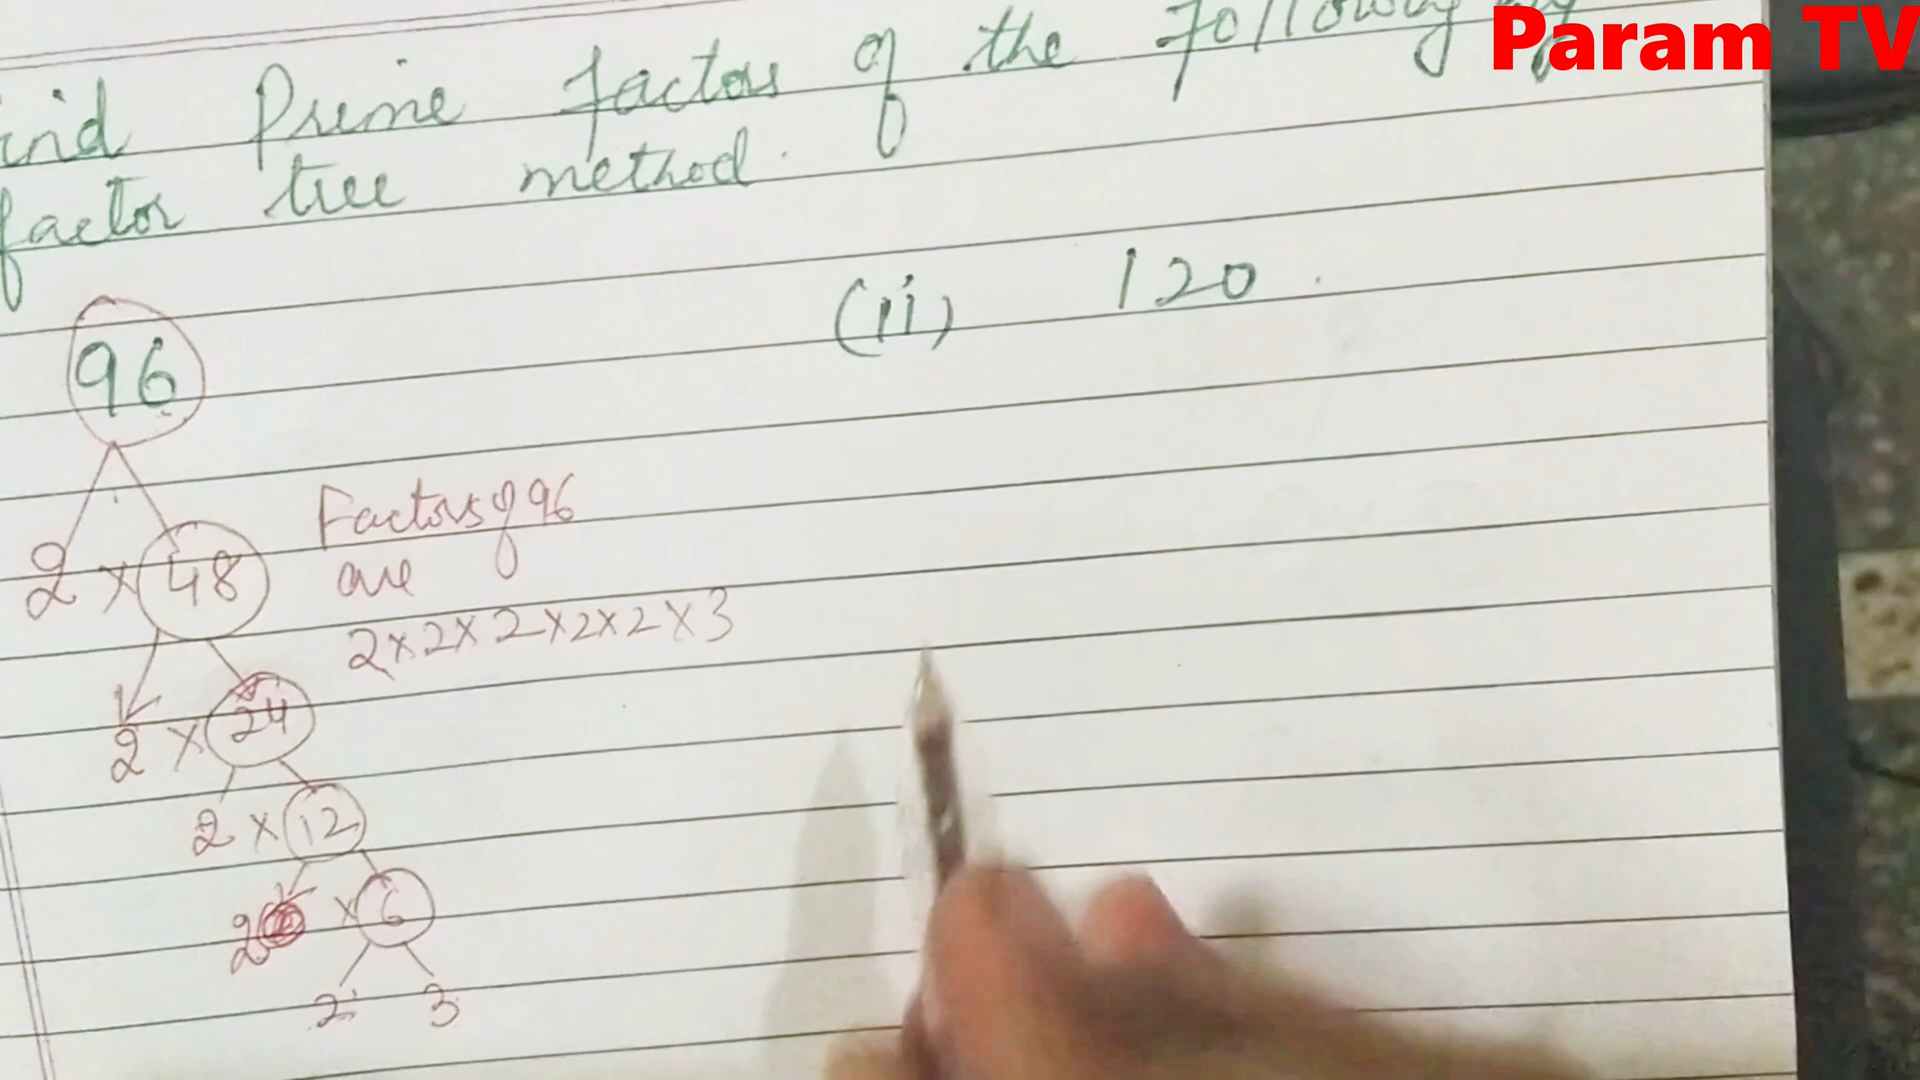 Param TV
ind Prime factors of the following by
factor tree method.
96
(ii) 120
2 × 48
Factors of 96
are
2×2×2×2×2×3
2 × 24
2 × 12
2 × 6
2 3